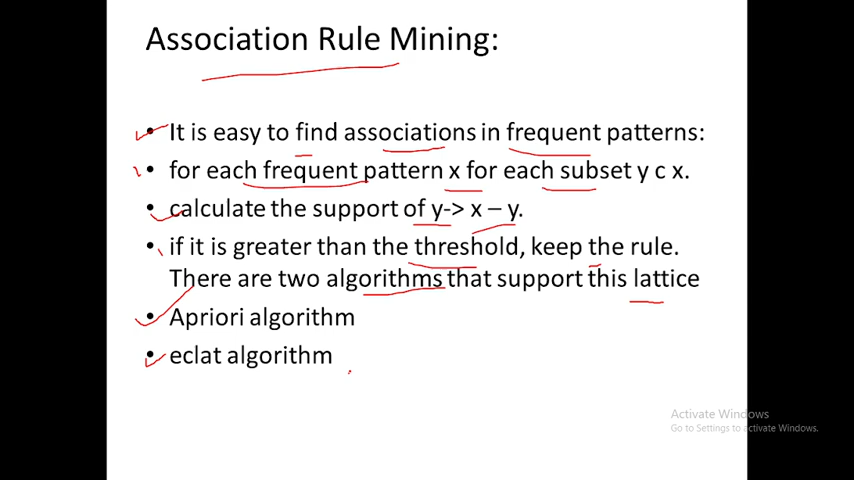 Association Rule Mining:
• It is easy to find associations in frequent patterns:
• for each frequent pattern x for each subset y c x.
• calculate the support of y-> x – y.
• if it is greater than the threshold, keep the rule.
There are two algorithms that support this lattice
• Apriori algorithm
• eclat algorithm
Activate Windows
Go to Settings to activate Windows.